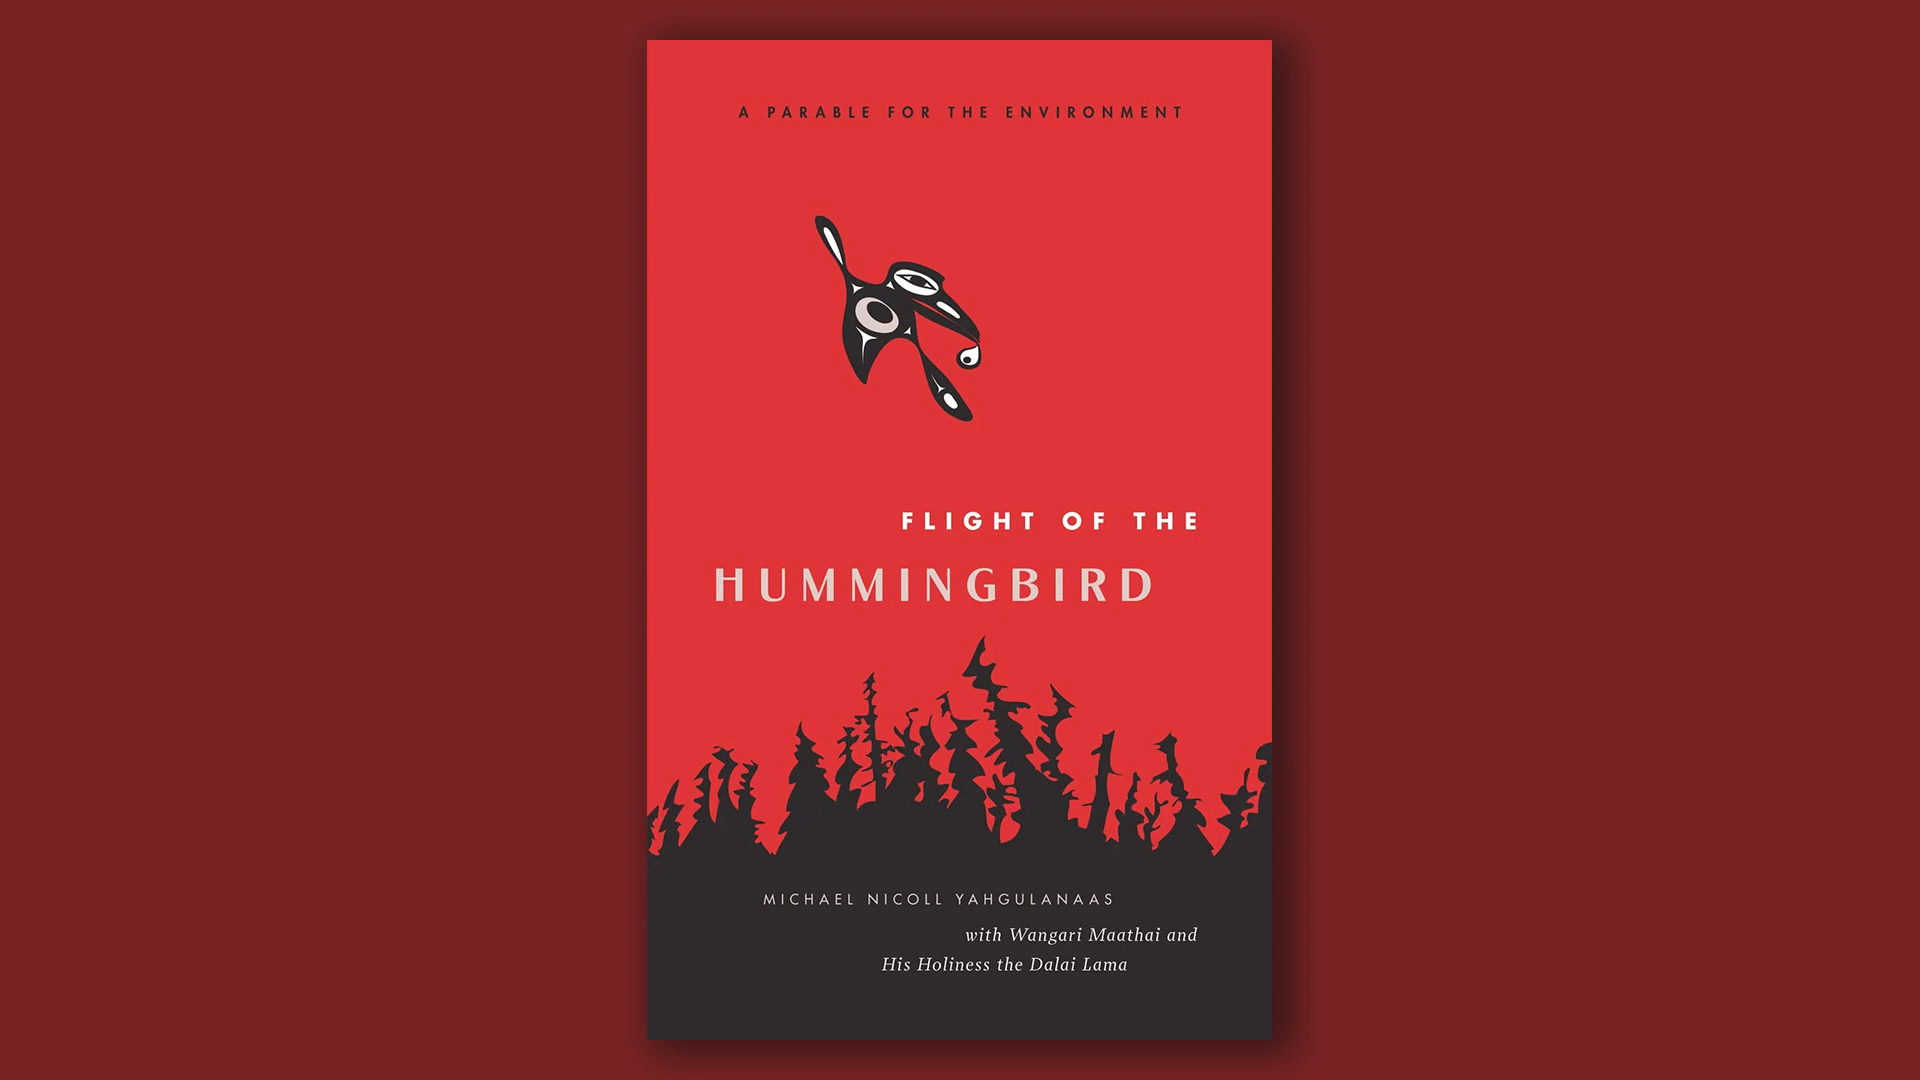 A PARABLE FOR THE ENVIRONMENT
FLIGHT OF THE
HUMMINGBIRD
MICHAEL NICOLL YAHGULANAAS
with Wangari Maathai and
His Holiness the Dalai Lama